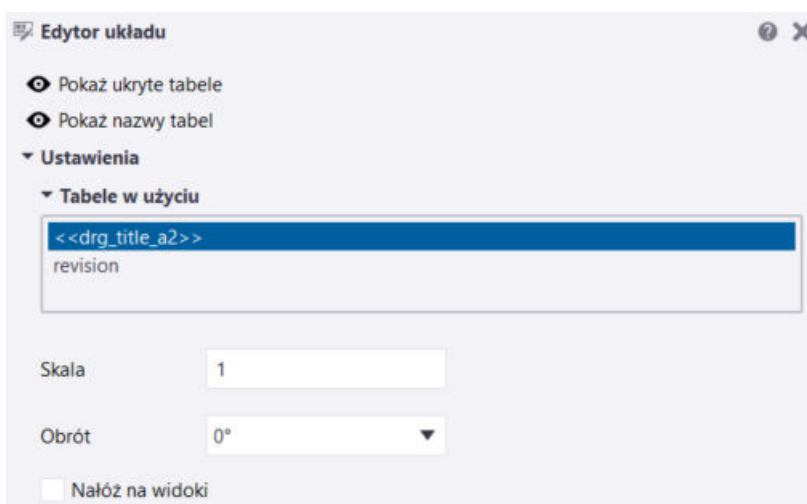 Edytor układu
Pokaż ukryte tabele
Pokaż nazwy tabel
Ustawienia
Tabele w użyciu
<<drg_title_a2>>
revision
Skala 1
Obrót 0°
Nałóż na widoki